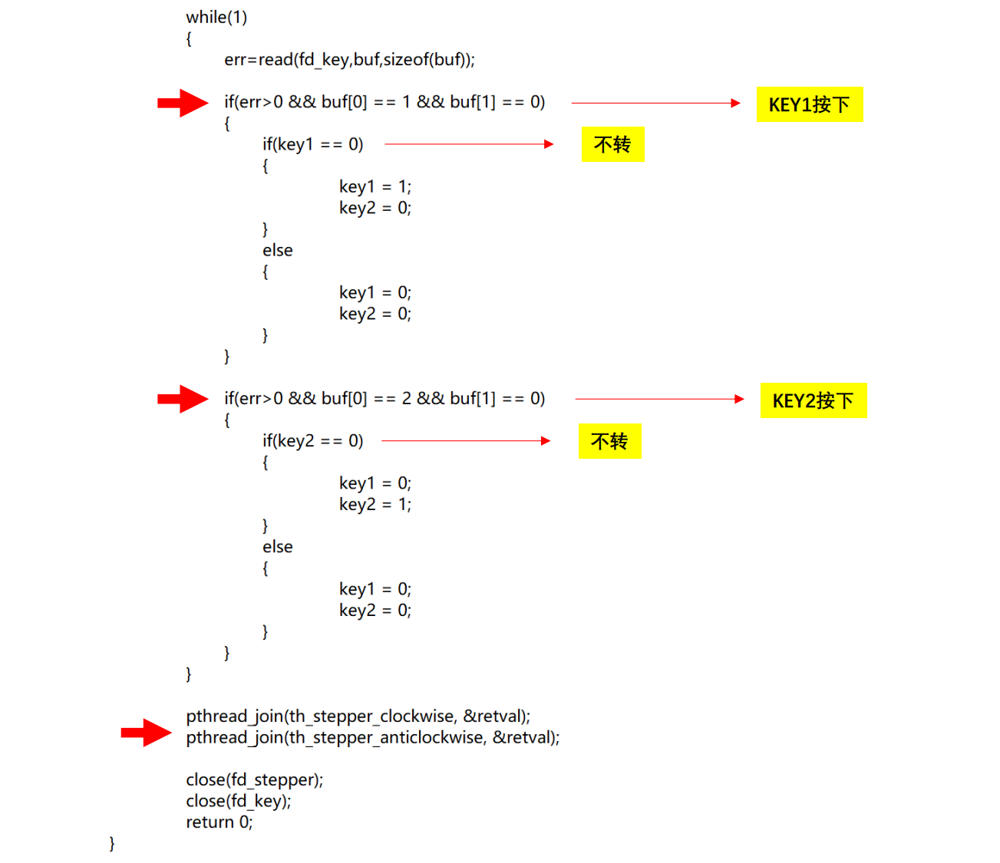 while(1)
{
err=read(fd_key,buf,sizeof(buf));
if(err>0 && buf[0] == 1 && buf[1] == 0) KEY1按下
{
if(key1 == 0) 不转
{
key1 = 1;
key2 = 0;
}
else
{
key1 = 0;
key2 = 0;
}
}
if(err>0 && buf[0] == 2 && buf[1] == 0) KEY2按下
{
if(key2 == 0) 不转
{
key1 = 0;
key2 = 1;
}
else
{
key1 = 0;
key2 = 0;
}
}
}
pthread_join(th_stepper_clockwise, &retval);
pthread_join(th_stepper_anticlockwise, &retval);
close(fd_stepper);
close(fd_key);
return 0;
}